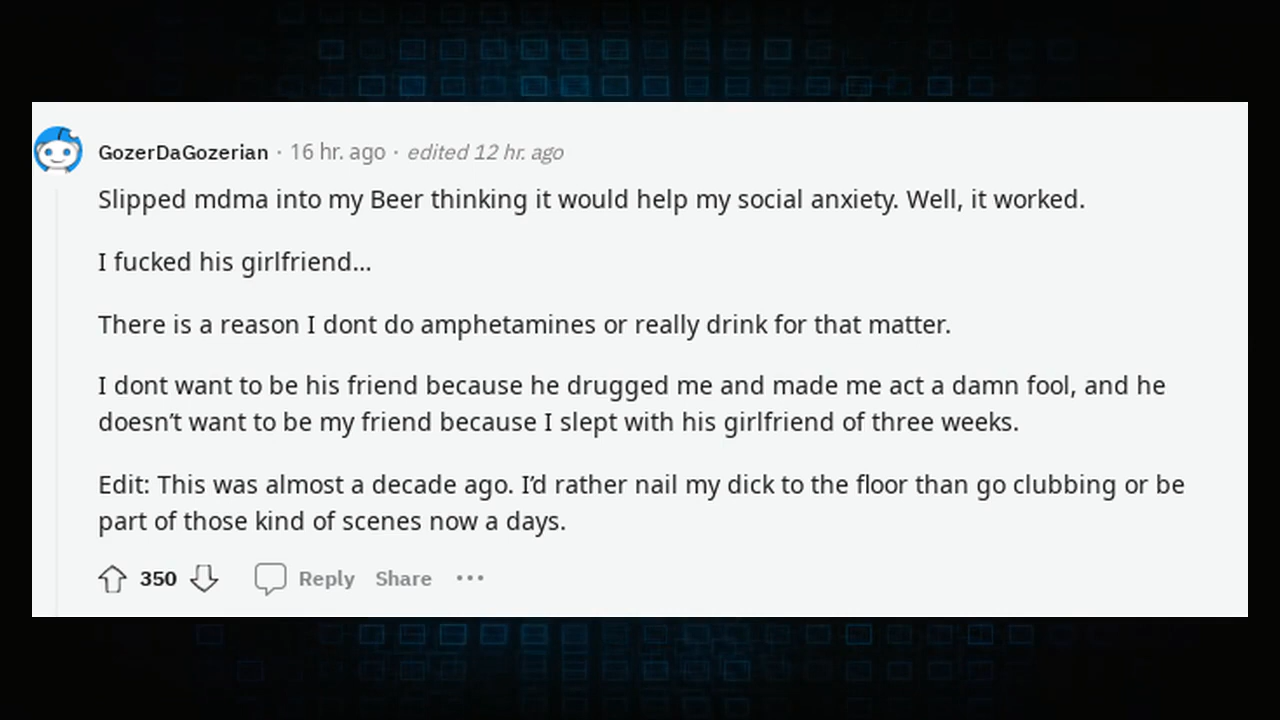 GozerDaGozerian · 16 hr. ago · edited 12 hr. ago
Slipped mdma into my Beer thinking it would help my social anxiety. Well, it worked.
I fucked his girlfriend...
There is a reason I dont do amphetamines or really drink for that matter.
I dont want to be his friend because he drugged me and made me act a damn fool, and he
doesn’t want to be my friend because I slept with his girlfriend of three weeks.
Edit: This was almost a decade ago. I’d rather nail my dick to the floor than go clubbing or be
part of those kind of scenes now a days.
350 Reply Share ...